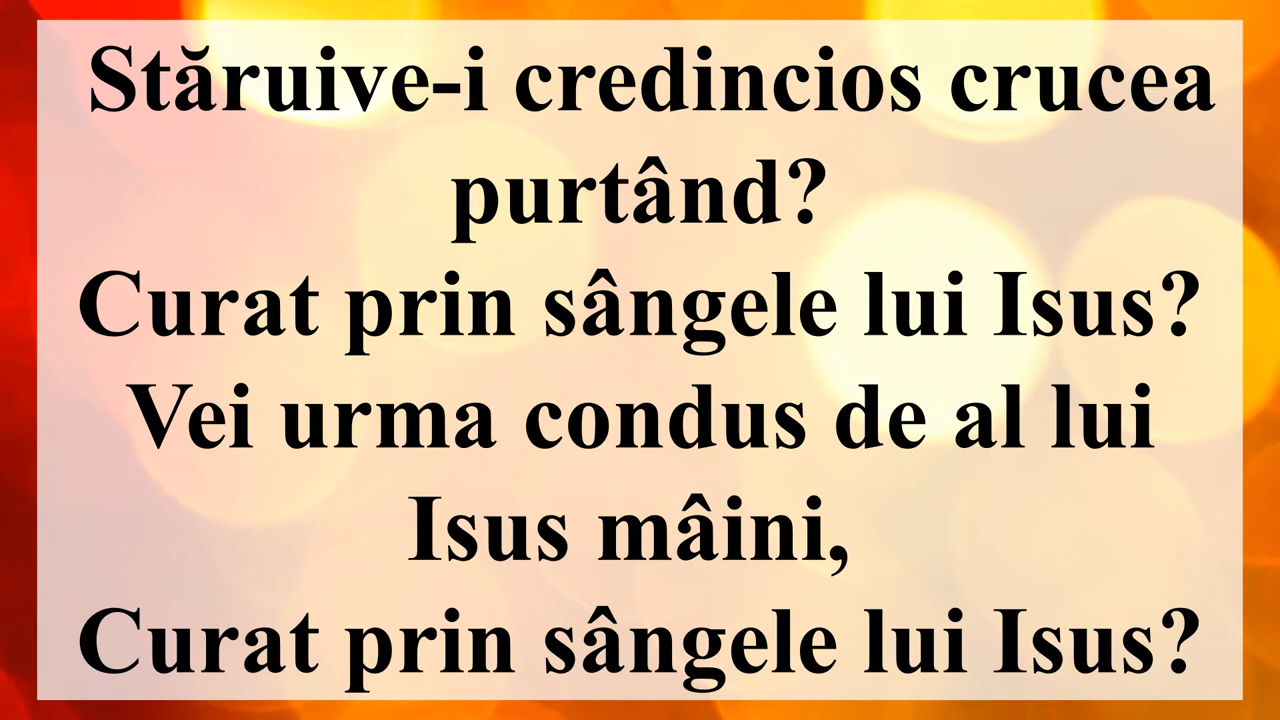 Stăruive-i credincios crucea
purtând?
Curat prin sângele lui Isus?
Vei urma condus de al lui
Isus mâini,
Curat prin sângele lui Isus?